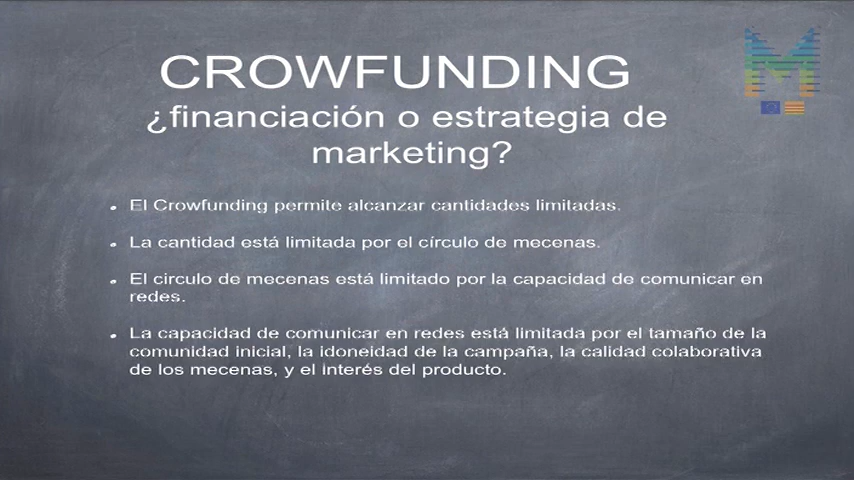 CROWFUNDING
¿financiación o estrategia de
marketing?
El Crowfunding permite alcanzar cantidades limitadas.
La cantidad está limitada por el círculo de mecenas.
El circulo de mecenas está limitado por la capacidad de comunicar en
redes.
La capacidad de comunicar en redes está limitada por el tamaño de la
comunidad inicial, la idoneidad de la campaña, la calidad colaborativa
de los mecenas, y el interés del producto.